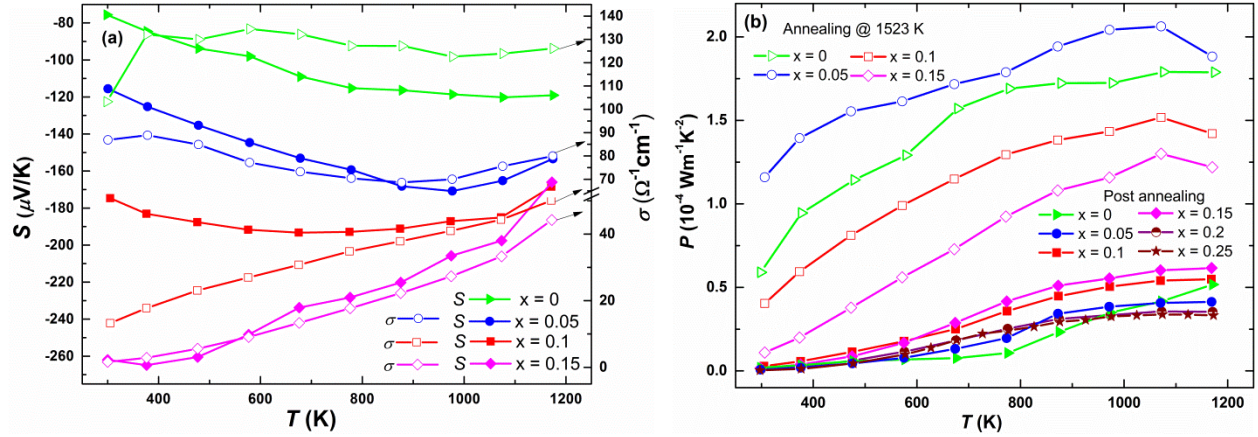 (a)
S (μV/K)
-80
-100
-120
-140
-160
-180
-200
-220
-240
-260
400 600 800 1000 1200
T (K)
140
130
120
110
100
90
80
70
40
20
0
σ (Ω⁻¹cm⁻¹)
S x = 0
σ S x = 0.05
σ S x = 0.1
σ S x = 0.15
(b)
Annealing @ 1523 K
x = 0 x = 0.1
x = 0.05 x = 0.15
P (10⁻⁴ Wm⁻¹K⁻²)
2.0
1.5
1.0
0.5
0.0
Post annealing
x = 0 x = 0.15
x = 0.05 x = 0.2
x = 0.1 x = 0.25
400 600 800 1000 1200
T (K)